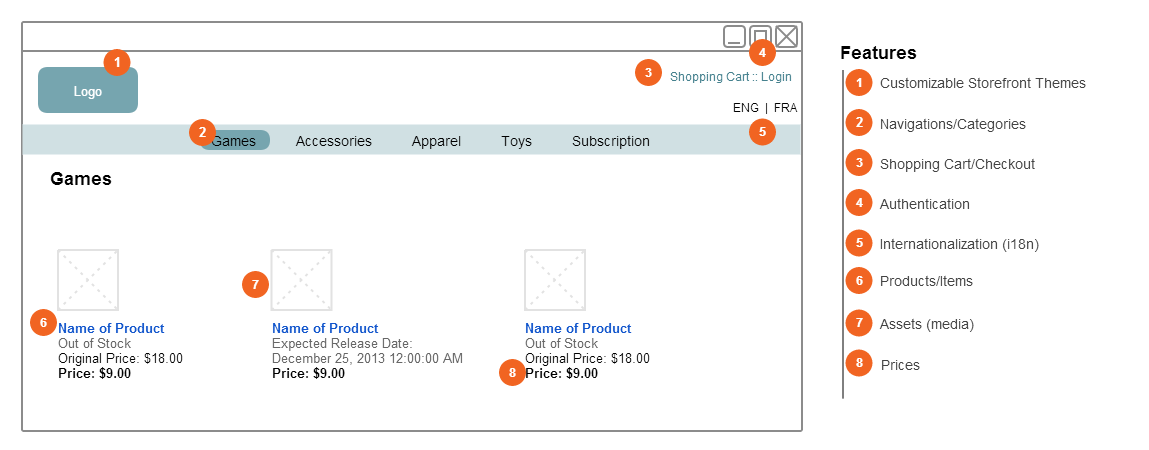 4
1
3
Shopping Cart :: Login
Logo
ENG | FRA
2
Games Accessories Apparel Toys Subscription
5
Games
7
6
Name of Product
Out of Stock
Original Price: $18.00
Price: $9.00
Name of Product
Expected Release Date:
December 25, 2013 12:00:00 AM
Price: $9.00
8
Name of Product
Out of Stock
Original Price: $18.00
Price: $9.00
Features
1 Customizable Storefront Themes
2 Navigations/Categories
3 Shopping Cart/Checkout
4 Authentication
5 Internationalization (i18n)
6 Products/Items
7 Assets (media)
8 Prices